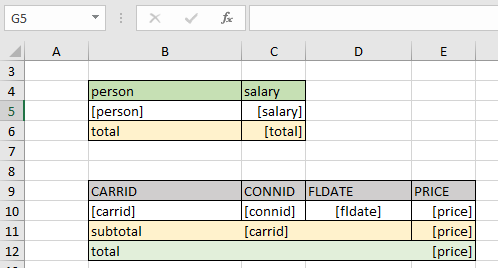 G5 fx
A B C D E
3
4 person salary
5 [person] [salary]
6 total [total]
7
8
9 CARRID CONNID FLDATE PRICE
10 [carrid] [connid] [fldate] [price]
11 subtotal [carrid] [price]
12 total [price]